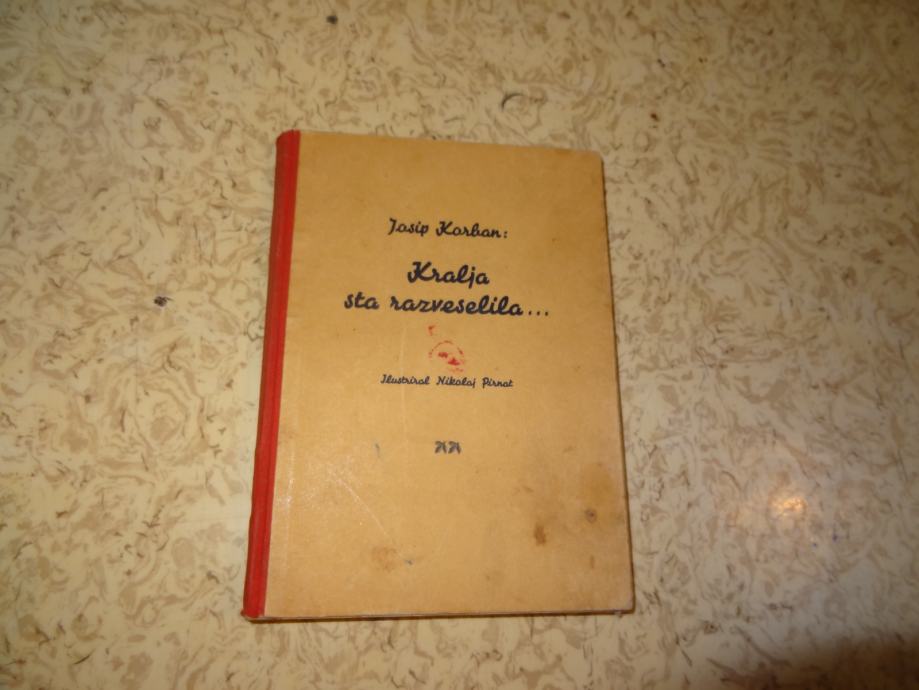 Josip Korban:
Kralja
sta razveselila...
Ilustriral Nikolaj Pirnat